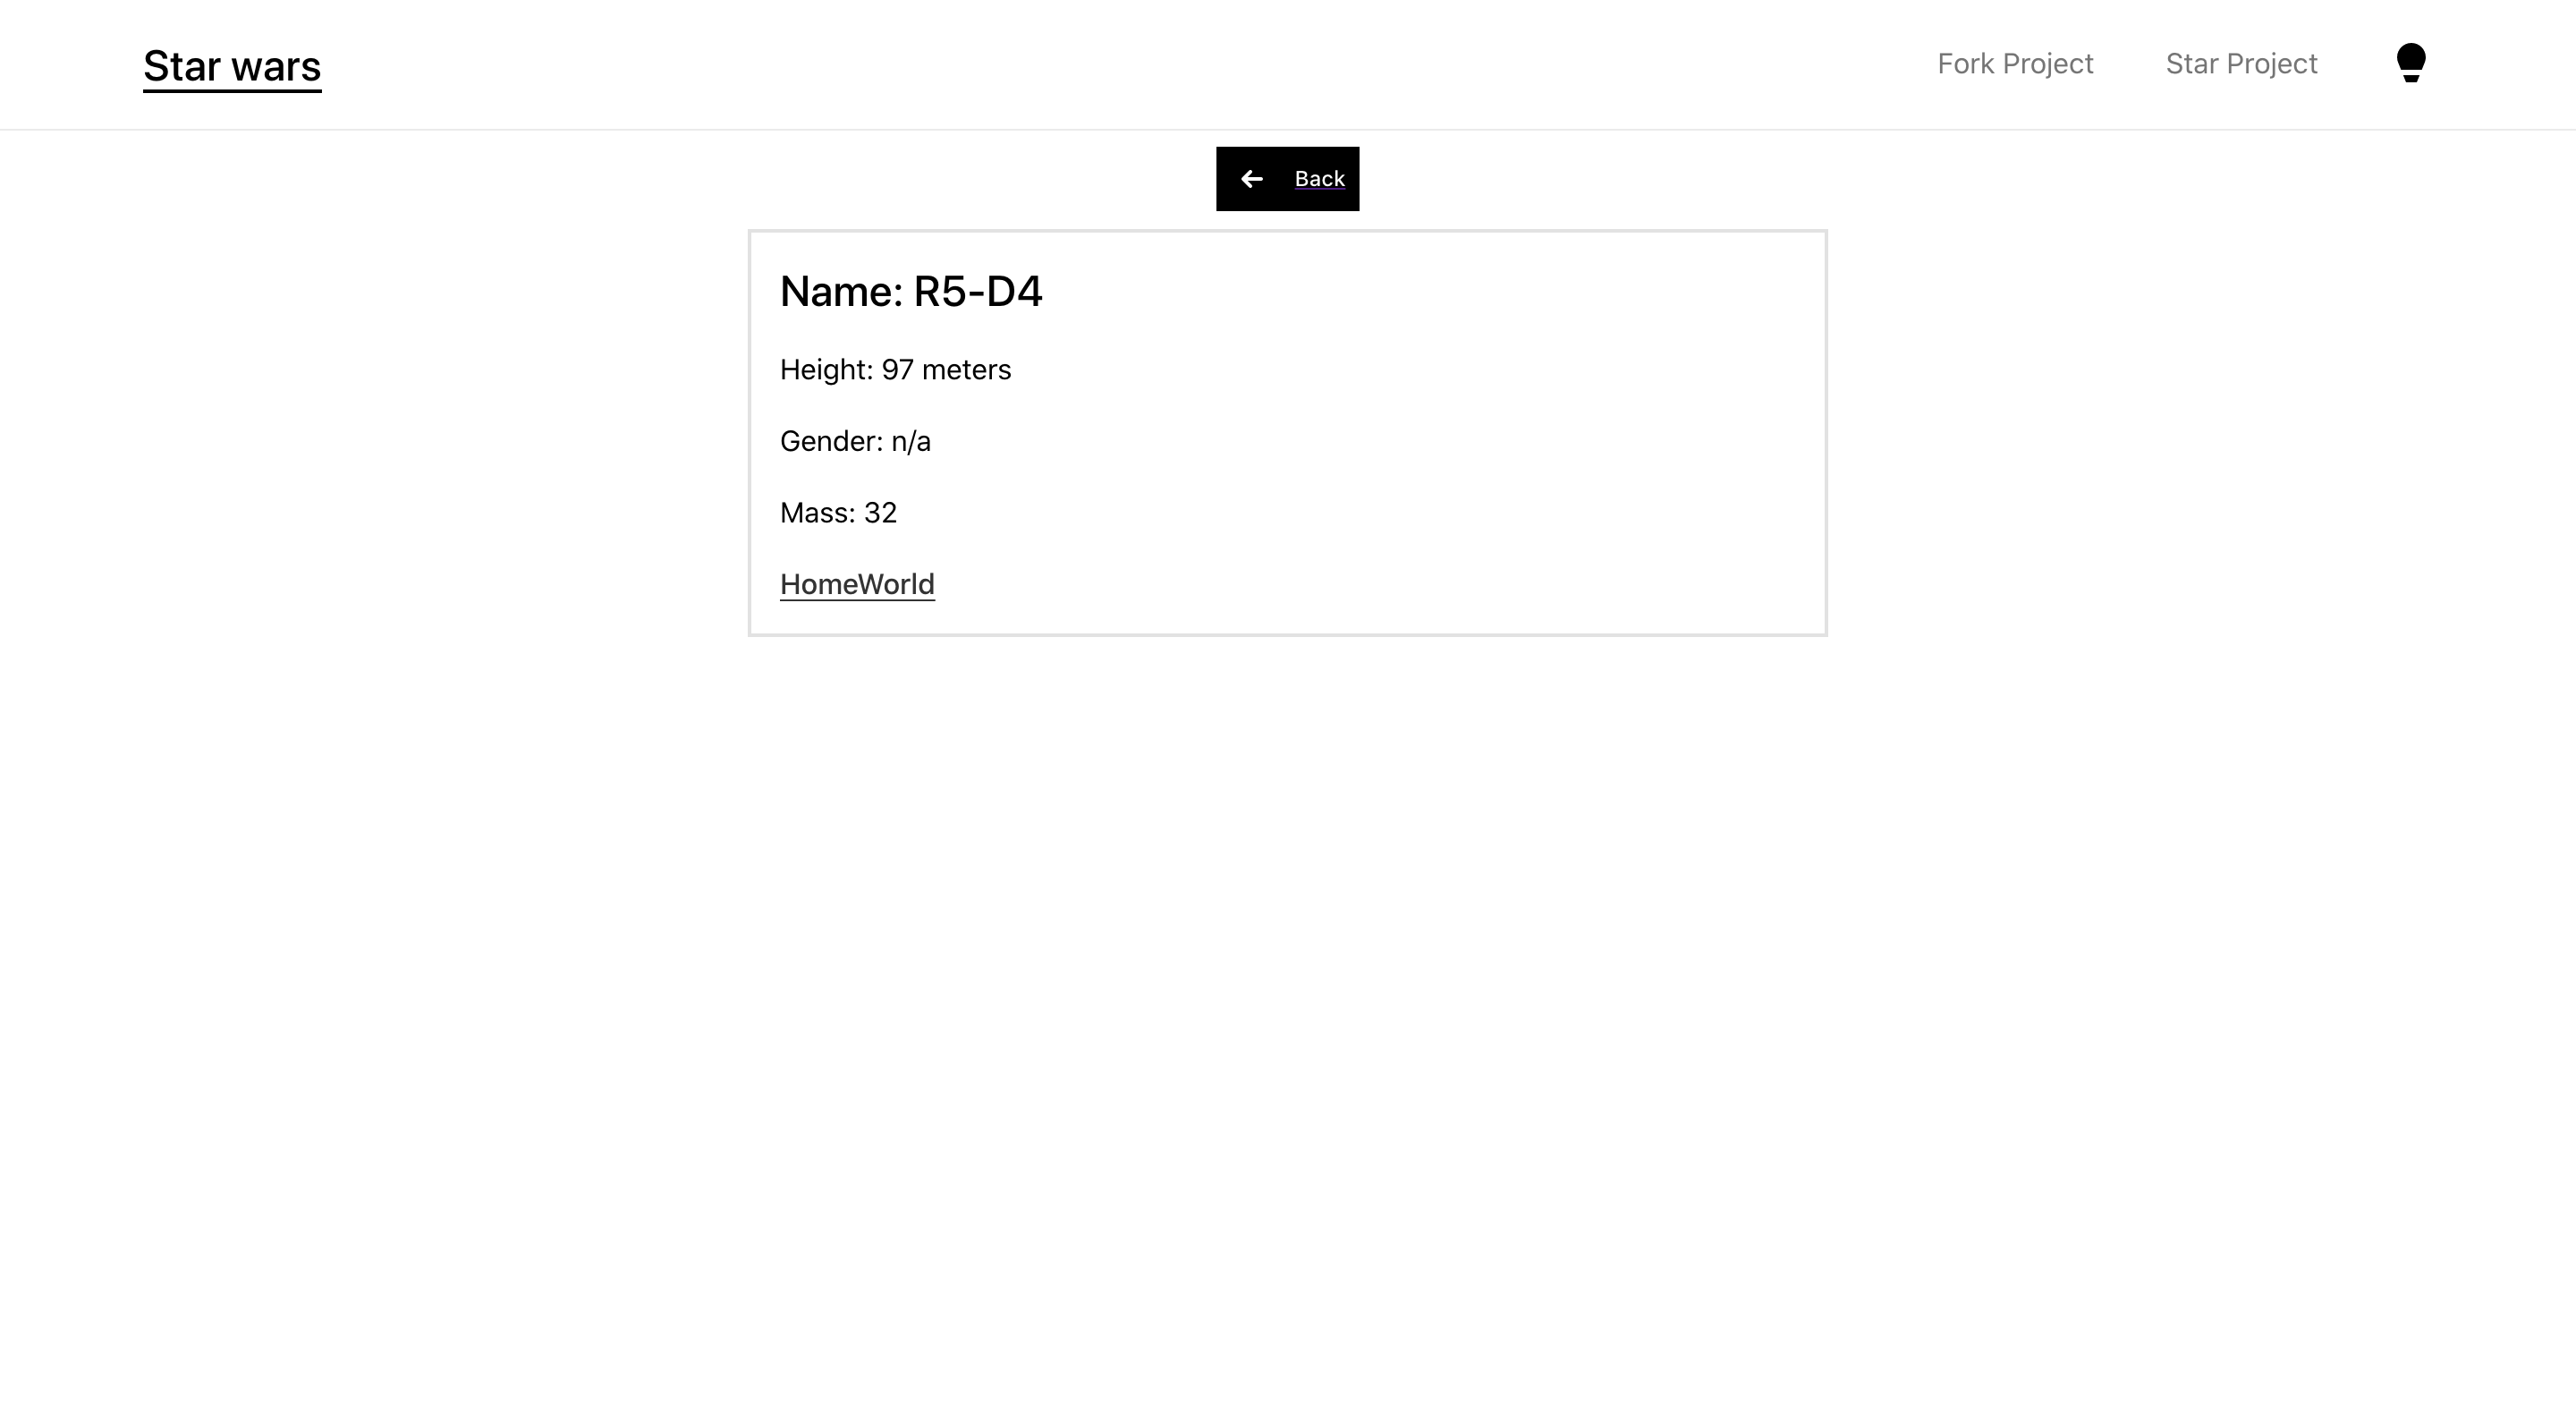 Star wars
Fork Project
Star Project
Back
Name: R5-D4
Height: 97 meters
Gender: n/a
Mass: 32
HomeWorld